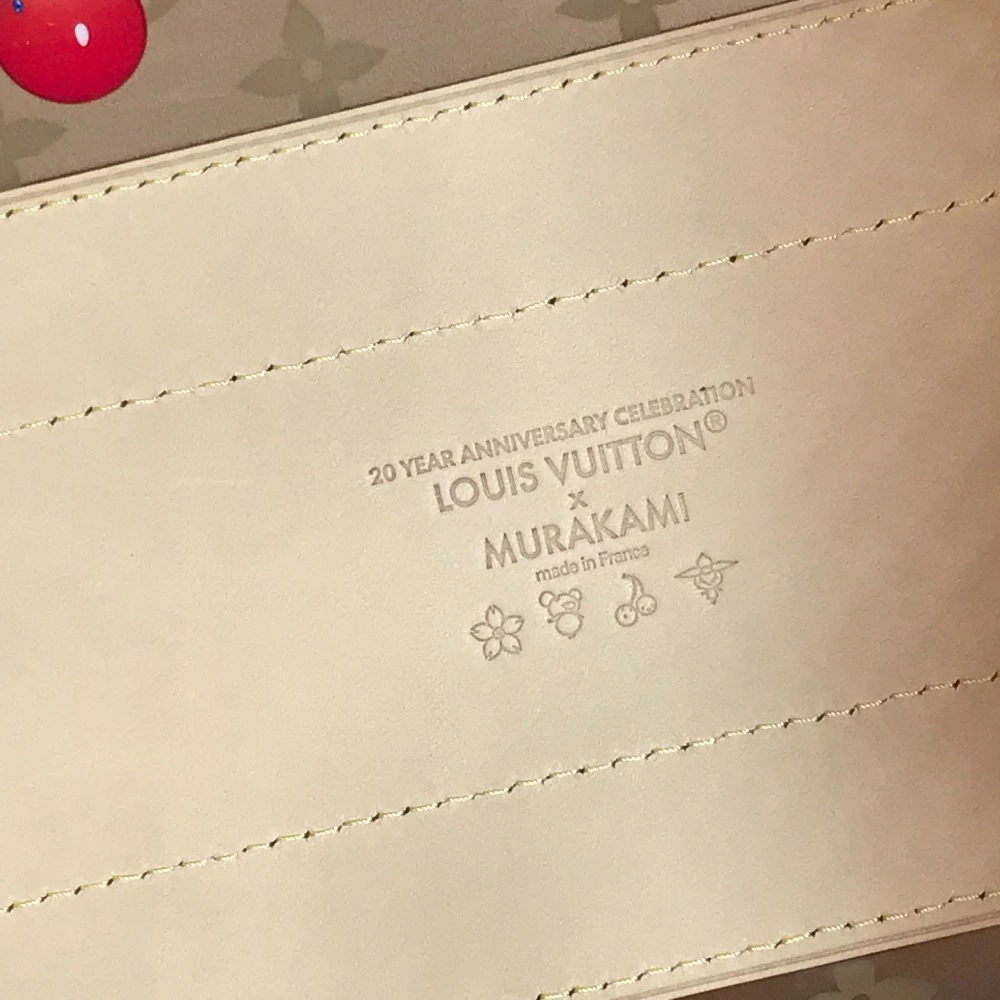 20 YEAR ANNIVERSARY CELEBRATION
LOUIS VUITTON®
x
MURAKAMI
made in France